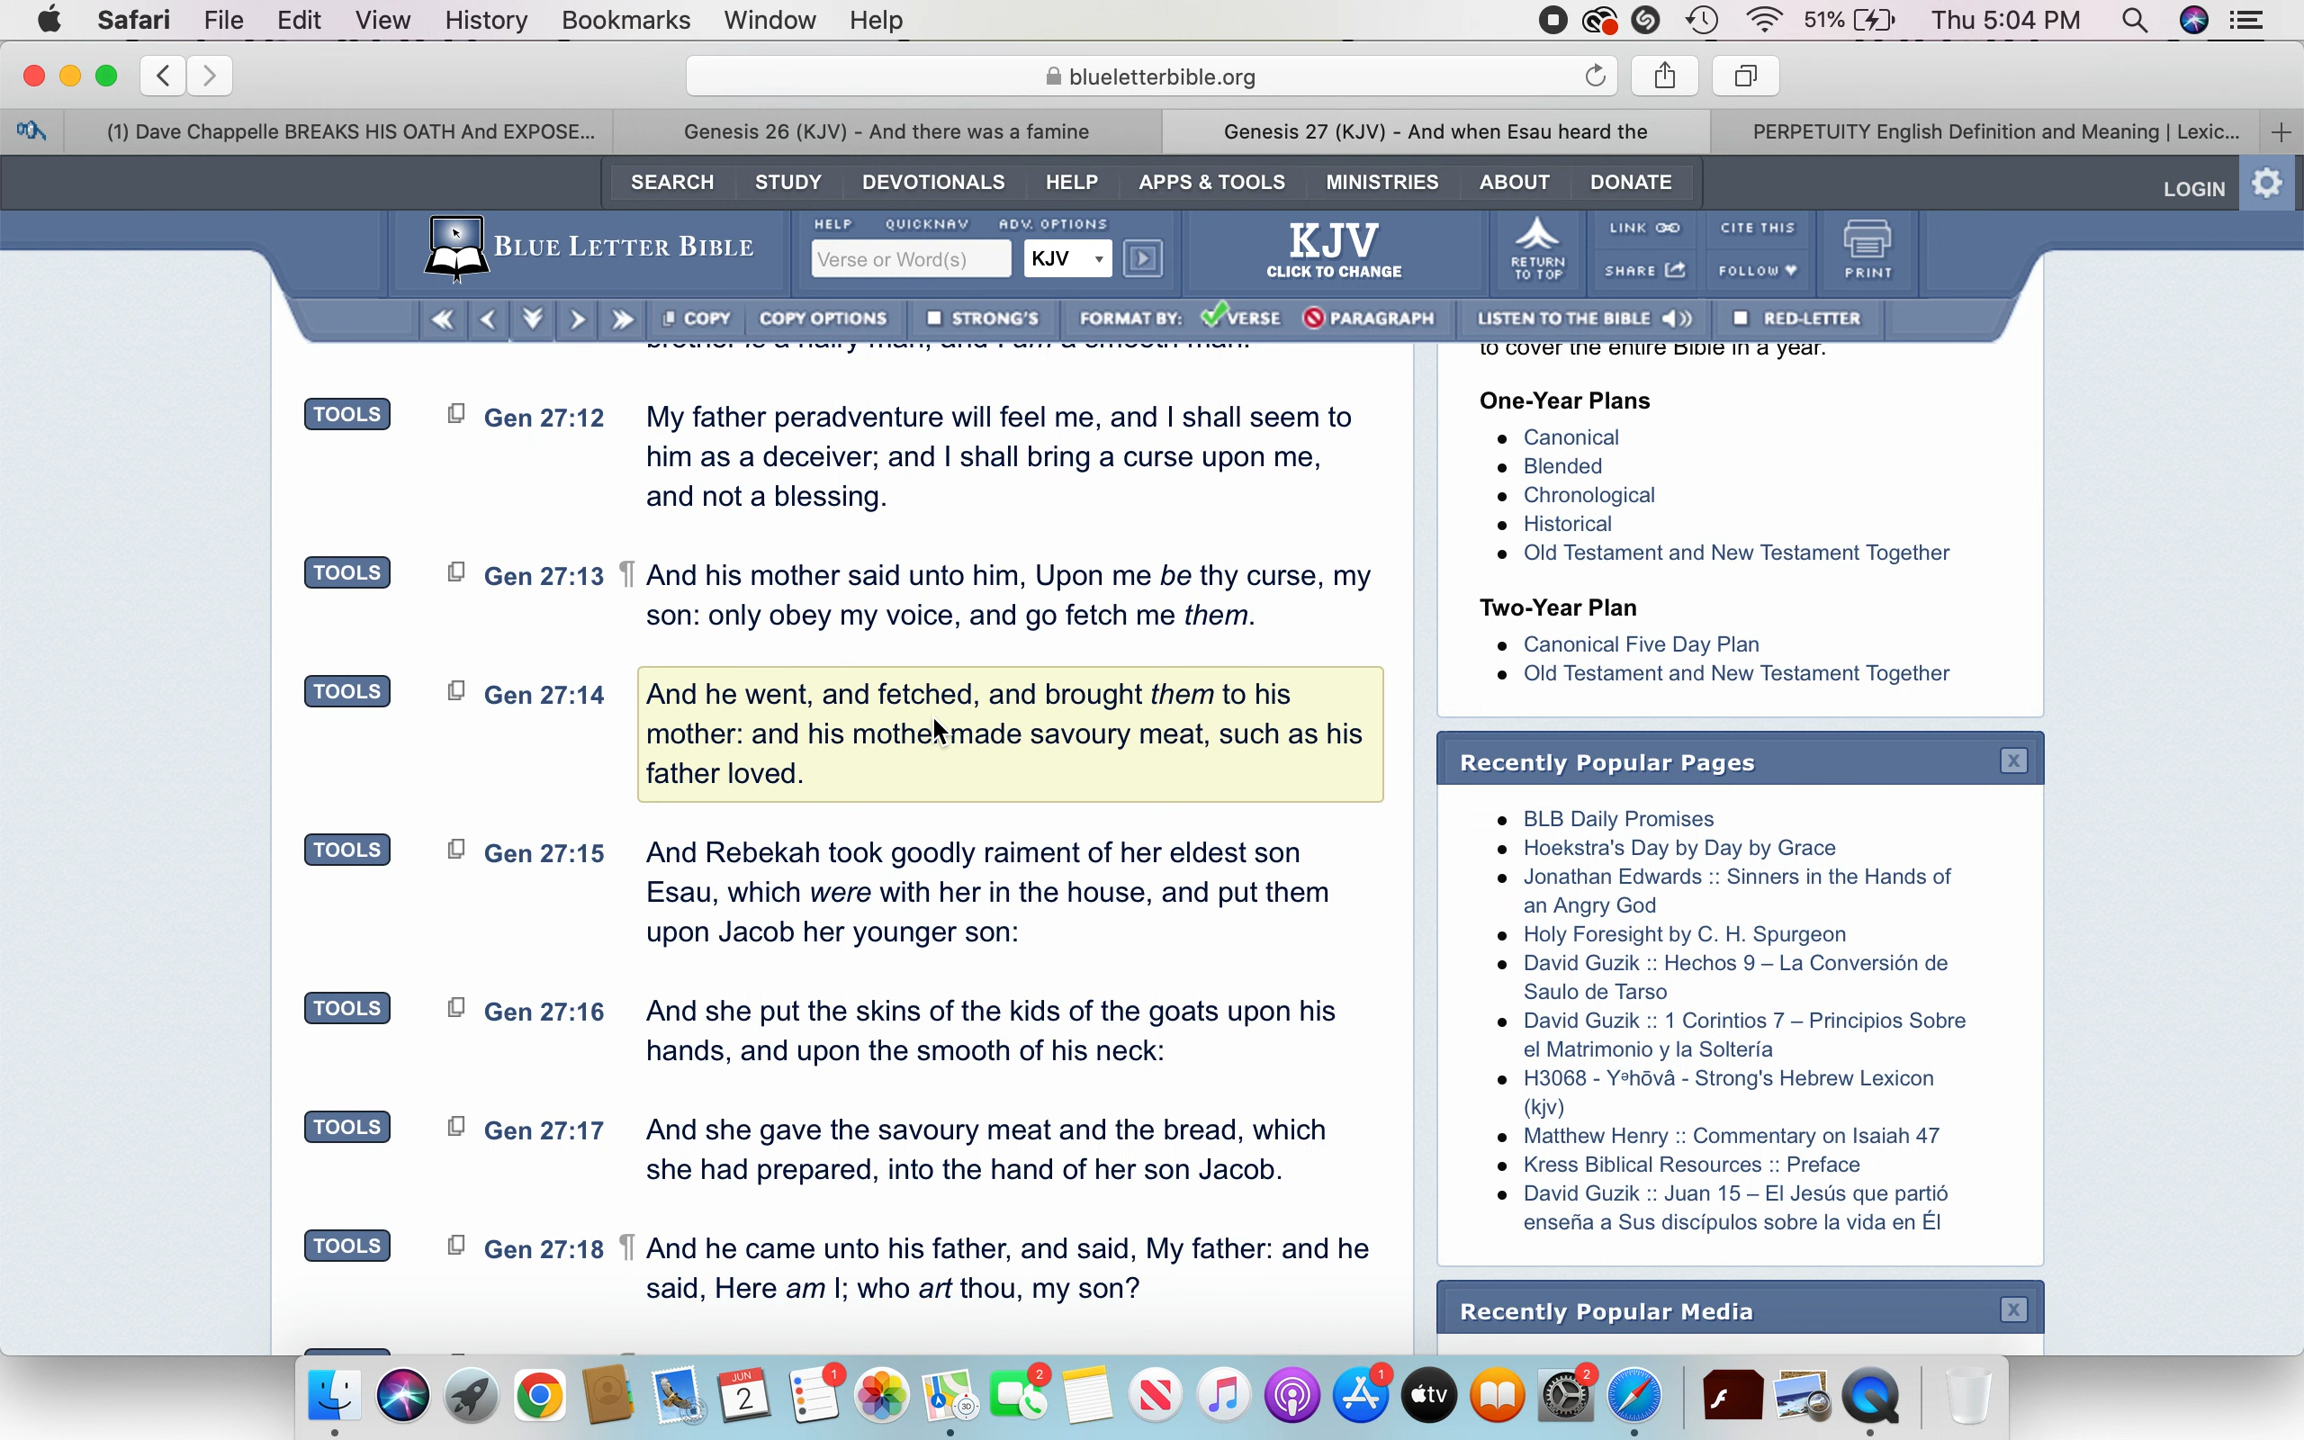 Safari File Edit View History Bookmarks Window Help 51% Thu 5:04 PM
blueletterbible.org
(1) Dave Chappelle BREAKS HIS OATH And EXPOSE... Genesis 26 (KJV) - And there was a famine Genesis 27 (KJV) - And when Esau heard the PERPETUITY English Definition and Meaning | Lexic...
SEARCH STUDY DEVOTIONALS HELP APPS & TOOLS MINISTRIES ABOUT DONATE LOGIN
BLUE LETTER BIBLE
HELP QUICKNAV ADV. OPTIONS
Verse or Word(s) KJV
KJV
CLICK TO CHANGE
RETURN
TO TOP
LINK CITE THIS
SHARE FOLLOW
PRINT
COPY COPY OPTIONS STRONG'S FORMAT BY: VERSE PARAGRAPH LISTEN TO THE BIBLE RED-LETTER
brother is a hairy man, and I am a smooth man:
TOOLS Gen 27:12 My father peradventure will feel me, and I shall seem to
him as a deceiver; and I shall bring a curse upon me,
and not a blessing.
TOOLS Gen 27:13 ¶ And his mother said unto him, Upon me be thy curse, my
son: only obey my voice, and go fetch me them.
TOOLS Gen 27:14 And he went, and fetched, and brought them to his
mother: and his mother made savoury meat, such as his
father loved.
TOOLS Gen 27:15 And Rebekah took goodly raiment of her eldest son
Esau, which were with her in the house, and put them
upon Jacob her younger son:
TOOLS Gen 27:16 And she put the skins of the kids of the goats upon his
hands, and upon the smooth of his neck:
TOOLS Gen 27:17 And she gave the savoury meat and the bread, which
she had prepared, into the hand of her son Jacob.
TOOLS Gen 27:18 ¶ And he came unto his father, and said, My father: and he
said, Here am I; who art thou, my son?
to cover the entire Bible in a year.
One-Year Plans
Canonical
Blended
Chronological
Historical
Old Testament and New Testament Together
Two-Year Plan
Canonical Five Day Plan
Old Testament and New Testament Together
Recently Popular Pages X
BLB Daily Promises
Hoekstra's Day by Day by Grace
Jonathan Edwards :: Sinners in the Hands of
an Angry God
Holy Foresight by C. H. Spurgeon
David Guzik :: Hechos 9 – La Conversión de
Saulo de Tarso
David Guzik :: 1 Corintios 7 – Principios Sobre
el Matrimonio y la Soltería
H3068 - Yᵊhōvâ - Strong's Hebrew Lexicon
(kjv)
Matthew Henry :: Commentary on Isaiah 47
Kress Biblical Resources :: Preface
David Guzik :: Juan 15 – El Jesús que partió
enseña a Sus discípulos sobre la vida en Él
Recently Popular Media X
JUN
2 1 3D 2 1 tv 2